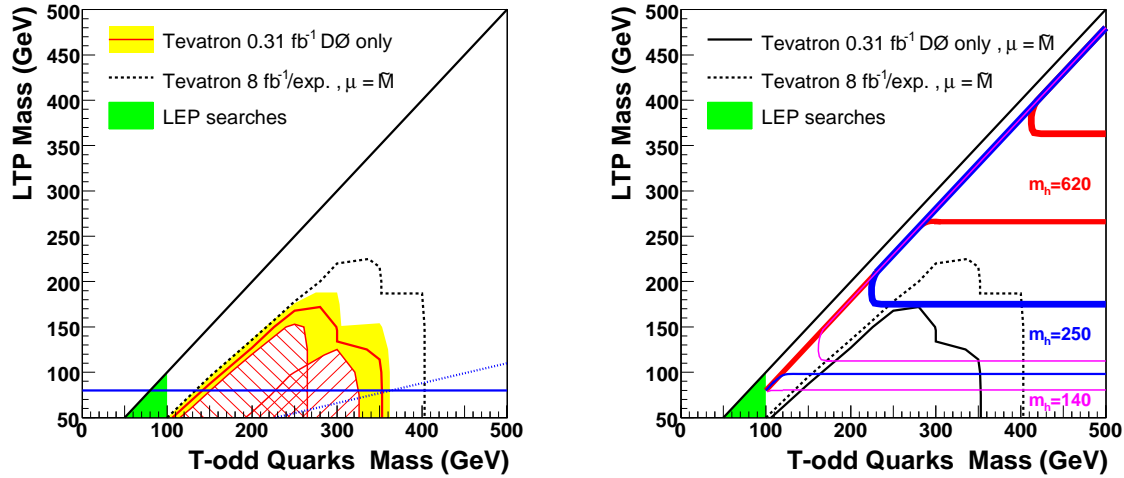 500
450
400
350
300
250
200
150
100
50
LTP Mass (GeV)
Tevatron 0.31 fb⁻¹ DØ only
Tevatron 8 fb⁻¹/exp. , μ = M̃
LEP searches
0 100 200 300 400 500
T-odd Quarks Mass (GeV)
500
450
400
350
300
250
200
150
100
50
LTP Mass (GeV)
Tevatron 0.31 fb⁻¹ DØ only , μ = M̃
Tevatron 8 fb⁻¹/exp. , μ = M̃
LEP searches
m_h=620
m_h=250
m_h=140
0 100 200 300 400 500
T-odd Quarks Mass (GeV)